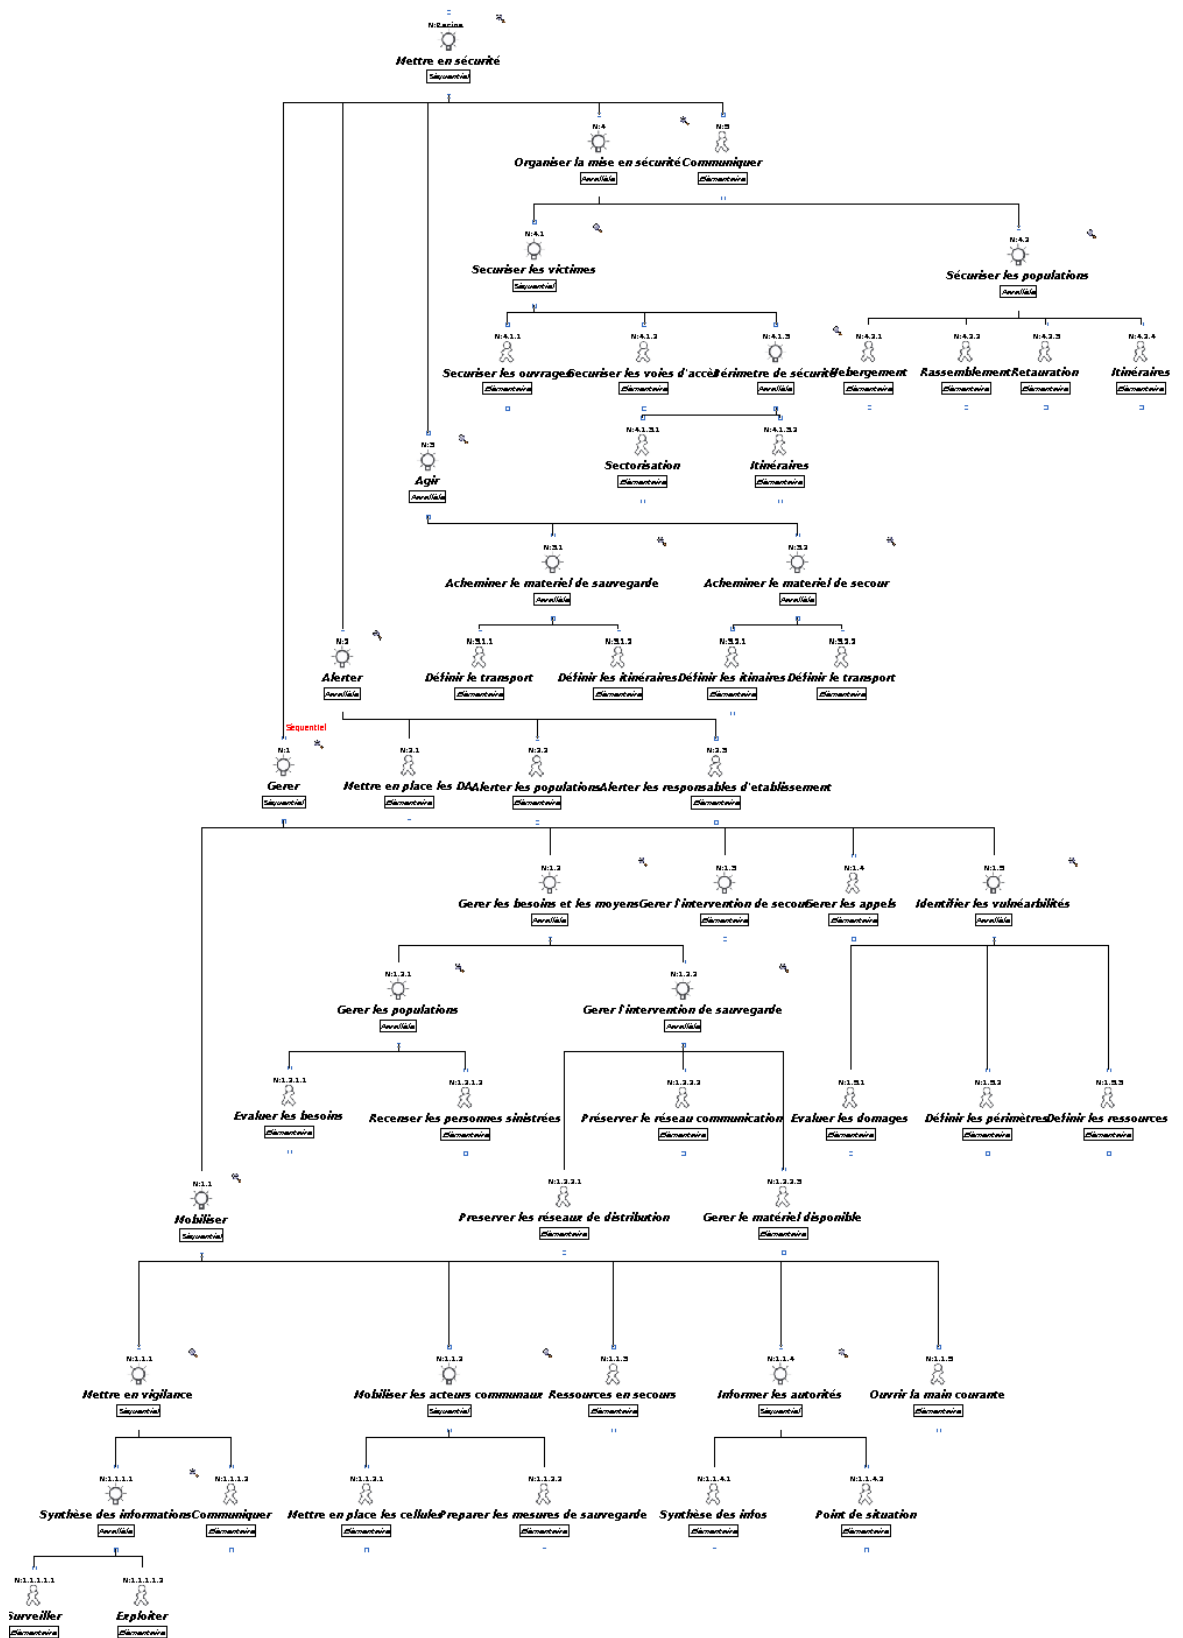 N:Racine
Mettre en sécurité
Séquentiel
N:4
N:5
Organiser la mise en sécurité
Communiquer
Parallèle
Elémentaire
N:4.1
N:4.2
Securiser les victimes
Sécuriser les populations
Séquentiel
Parallèle
N:4.1.1
N:4.1.2
N:4.1.3
N:4.2.1
N:4.2.2
N:4.2.3
N:4.2.4
Securiser les ouvrages
Securiser les voies d'accès
Périmetre de sécurité
Hebergement
Rassemblement
Retauration
Itinéraires
Elémentaire
Elémentaire
Parallèle
Elémentaire
Elémentaire
Elémentaire
Elémentaire
N:4.1.3.1
N:4.1.3.2
Sectorisation
Itinéraires
Elémentaire
Elémentaire
N:3
Agir
Parallèle
N:3.1
N:3.2
Acheminer le materiel de sauvegarde
Acheminer le materiel de secour
Parallèle
Parallèle
N:2
N:3.1.1
N:3.1.2
N:3.2.1
N:3.2.2
Alerter
Définir le transport
Définir les itinéraires
Définir les itinaires
Définir le transport
Parallèle
Elémentaire
Elémentaire
Elémentaire
Elémentaire
Séquentiel
N:1
N:2.1
N:2.2
N:2.3
Gerer
Mettre en place les DA
Alerter les populations
Alerter les responsables d'etablissement
Séquentiel
Elémentaire
Elémentaire
Elémentaire
N:1.2
N:1.3
N:1.4
N:1.5
Gerer les besoins et les moyens
Gerer l'intervention de secour
Gerer les appels
Identifier les vulnéarbilités
Parallèle
Elémentaire
Elémentaire
Parallèle
N:1.2.1
N:1.2.2
Gerer les populations
Gerer l'intervention de sauvegarde
Parallèle
Parallèle
N:1.2.1.1
N:1.2.1.2
N:1.2.2.2
N:1.5.1
N:1.5.2
N:1.5.3
Evaluer les besoins
Recenser les personnes sinistrées
Préserver le réseau communication
Evaluer les domages
Définir les périmètres
Definir les ressources
Elémentaire
Elémentaire
Elémentaire
Elémentaire
Elémentaire
Elémentaire
N:1.1
N:1.2.2.1
N:1.2.2.3
Mobiliser
Preserver les réseaux de distribution
Gerer le matériel disponible
Séquentiel
Elémentaire
Elémentaire
N:1.1.1
N:1.1.2
N:1.1.3
N:1.1.4
N:1.1.5
Mettre en vigilance
Mobiliser les acteurs communaux
Ressources en secours
Informer les autorités
Ouvrir la main courante
Séquentiel
Séquentiel
Elémentaire
Séquentiel
Elémentaire
N:1.1.1.1
N:1.1.1.2
N:1.1.2.1
N:1.1.2.2
N:1.1.4.1
N:1.1.4.2
Synthèse des informations
Communiquer
Mettre en place les cellules
Preparer les mesures de sauvegarde
Synthèse des infos
Point de situation
Parallèle
Elémentaire
Elémentaire
Elémentaire
Elémentaire
Elémentaire
N:1.1.1.1.1
N:1.1.1.1.2
Surveiller
Exploiter
Elémentaire
Elémentaire